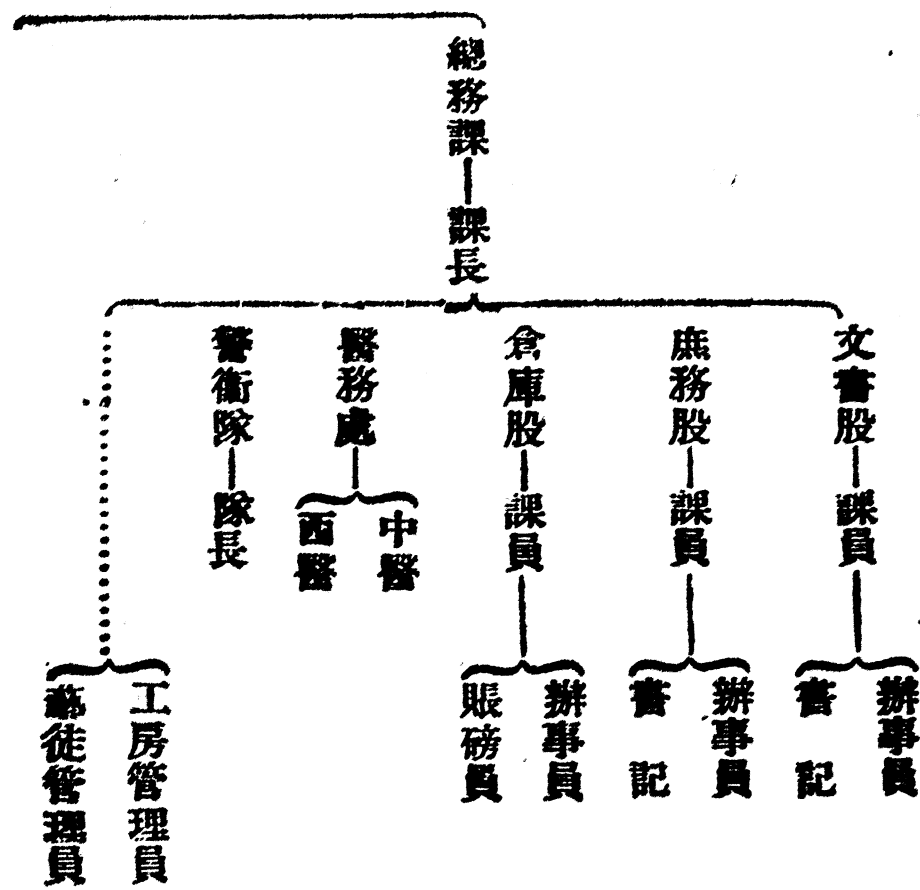 總務課
課長
文書股
課員
辦事員
書記
庶務股
課員
辦事員
書記
倉庫股
課員
辦事員
賬磅員
醫務處
中醫
西醫
警衛隊
隊長
工房管理員
藝徒管理員